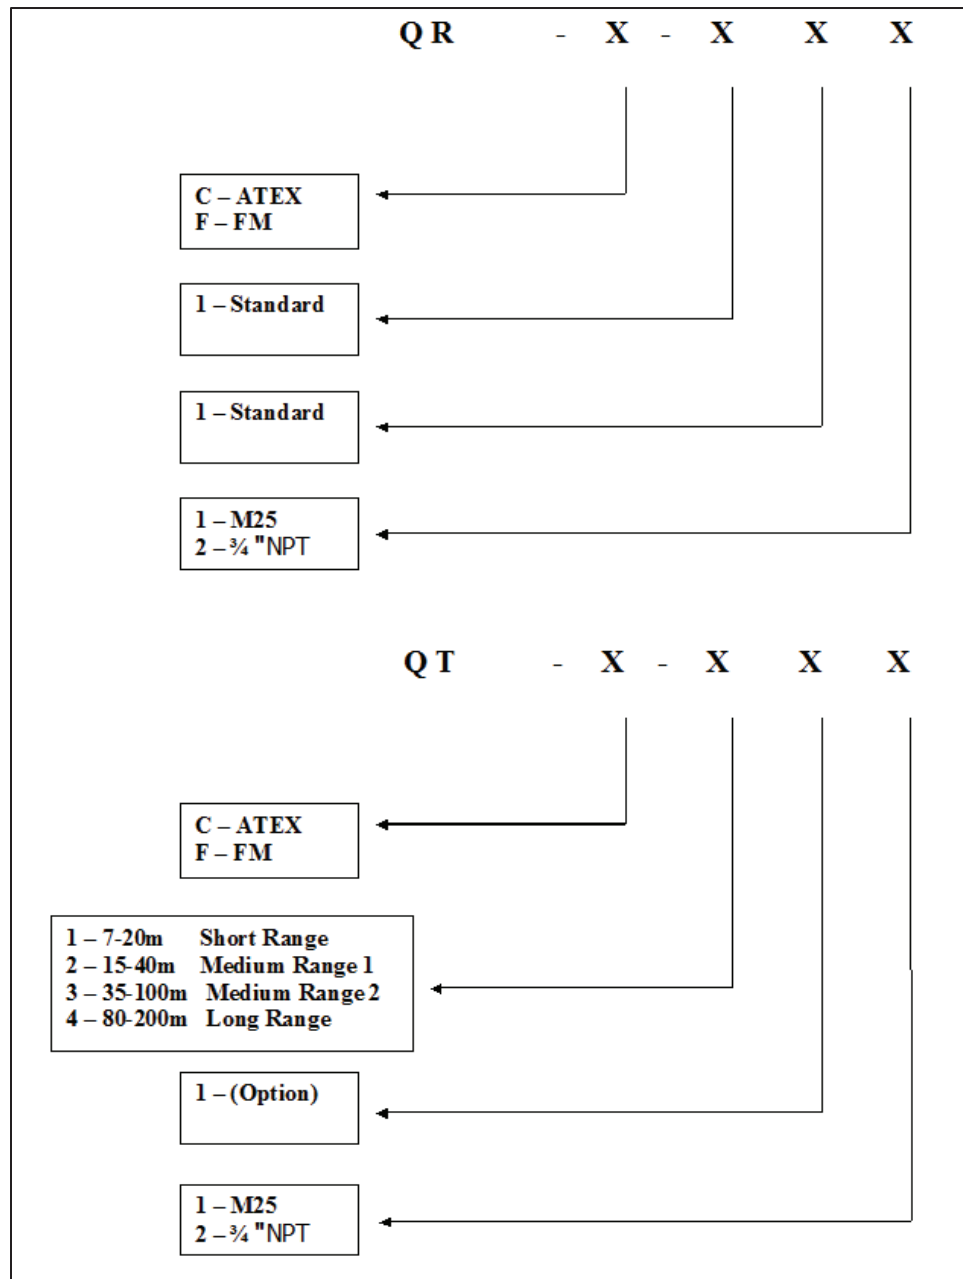 Q R - X - X X X
C – ATEX
F – FM
1 – Standard
1 – Standard
1 – M25
2 – ¾ "NPT
Q T - X - X X X
C – ATEX
F – FM
1 – 7-20m Short Range
2 – 15-40m Medium Range 1
3 – 35-100m Medium Range 2
4 – 80-200m Long Range
1 – (Option)
1 – M25
2 – ¾ "NPT